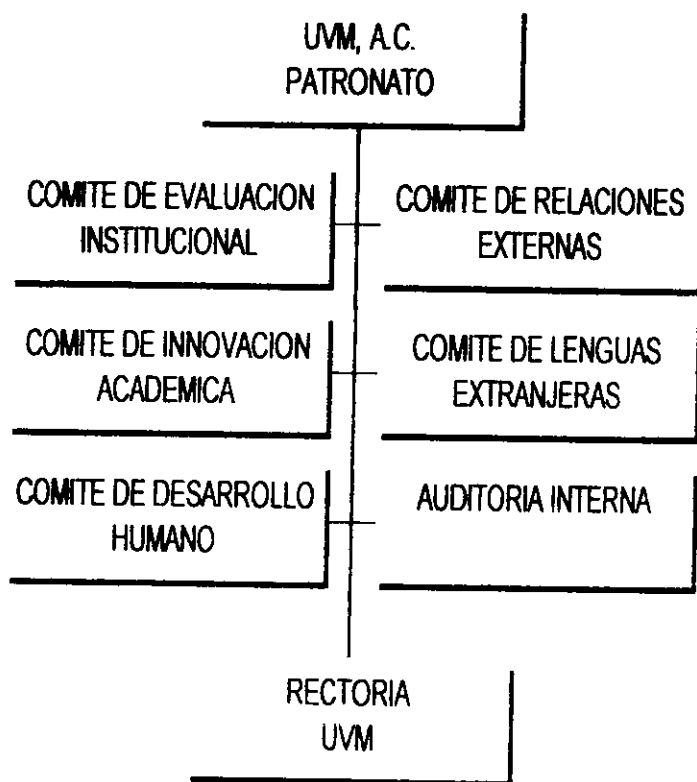 UVM, A.C.
PATRONATO
COMITE DE EVALUACION
INSTITUCIONAL
COMITE DE RELACIONES
EXTERNAS
COMITE DE INNOVACION
ACADEMICA
COMITE DE LENGUAS
EXTRANJERAS
COMITE DE DESARROLLO
HUMANO
AUDITORIA INTERNA
RECTORIA
UVM